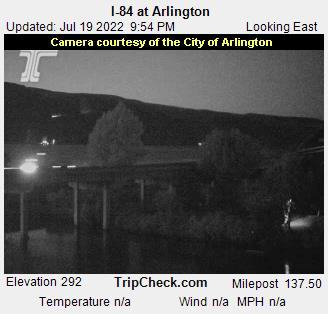 I-84 at Arlington
Updated: Jul 19 2022 9:54 PM Looking East
Camera courtesy of the City of Arlington
Elevation 292 TripCheck.com Milepost 137.50
Temperature n/a Wind n/a MPH n/a